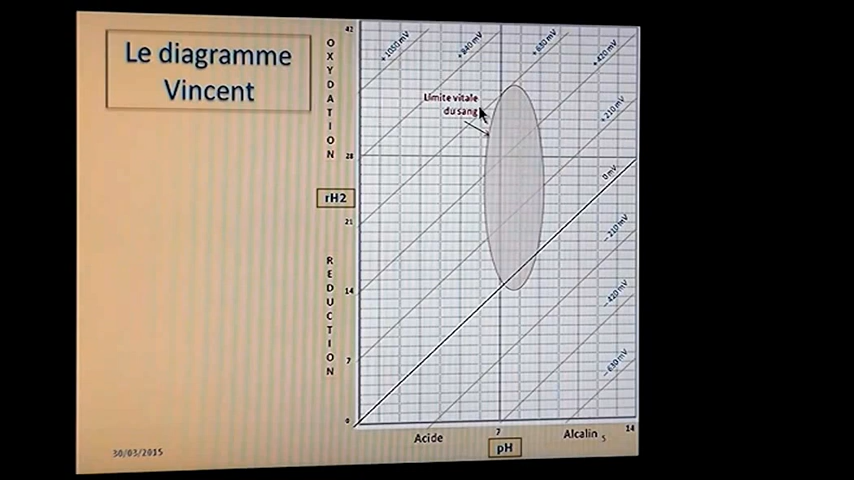 Le diagramme
Vincent
42
OXYDATION
28
rH2
21
REDUCTION
14
7
0
+ 1050 mV
+ 840 mV
+ 630 mV
+ 420 mV
+ 210 mV
0 mV
- 210 mV
- 420 mV
- 630 mV
Limite vitale
du sang
Acide
7
Alcalin
5
14
pH
30/03/2015